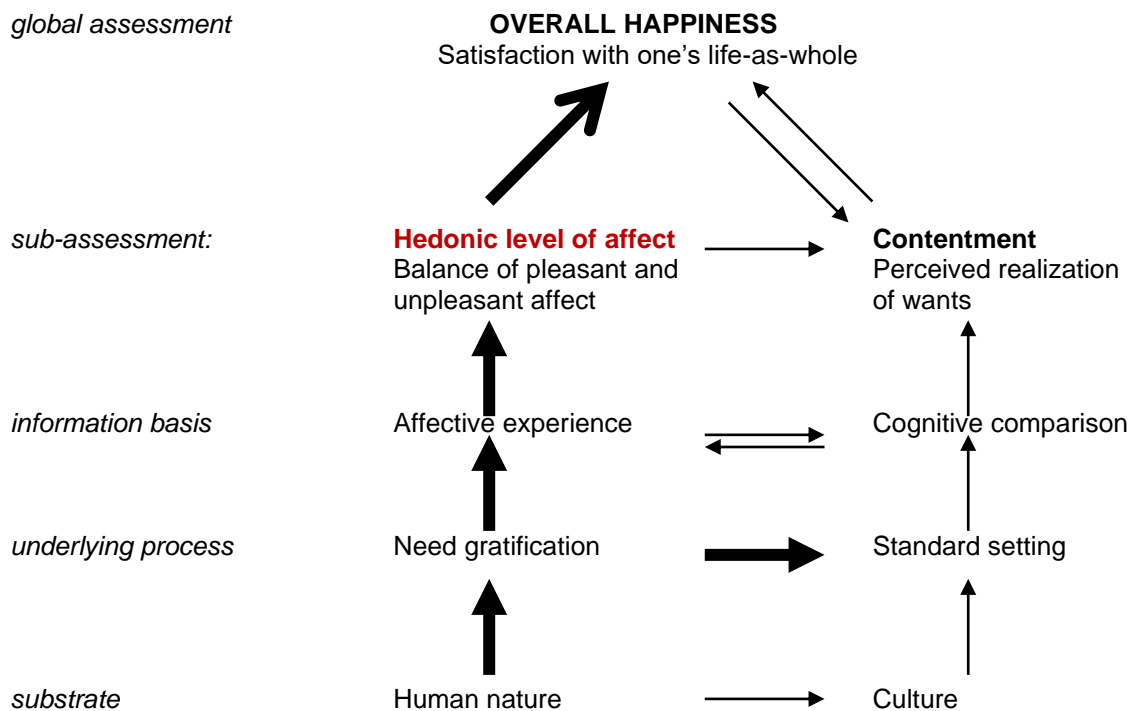 global assessment OVERALL HAPPINESS
Satisfaction with one’s life-as-whole
sub-assessment: Hedonic level of affect Contentment
Balance of pleasant and Perceived realization
unpleasant affect of wants
information basis Affective experience Cognitive comparison
underlying process Need gratification Standard setting
substrate Human nature Culture